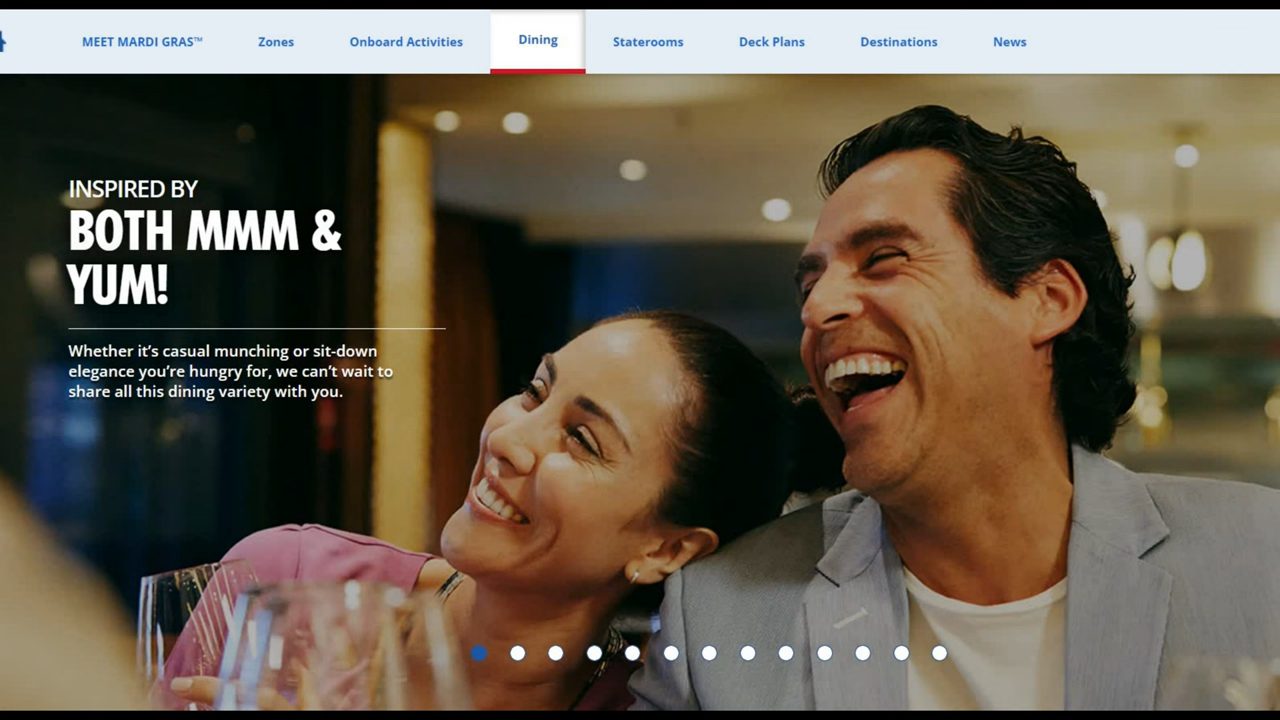 MEET MARDI GRAS™ Zones Onboard Activities Dining Staterooms Deck Plans Destinations News
INSPIRED BY
BOTH MMM &
YUM!
Whether it's casual munching or sit-down
elegance you're hungry for, we can't wait to
share all this dining variety with you.